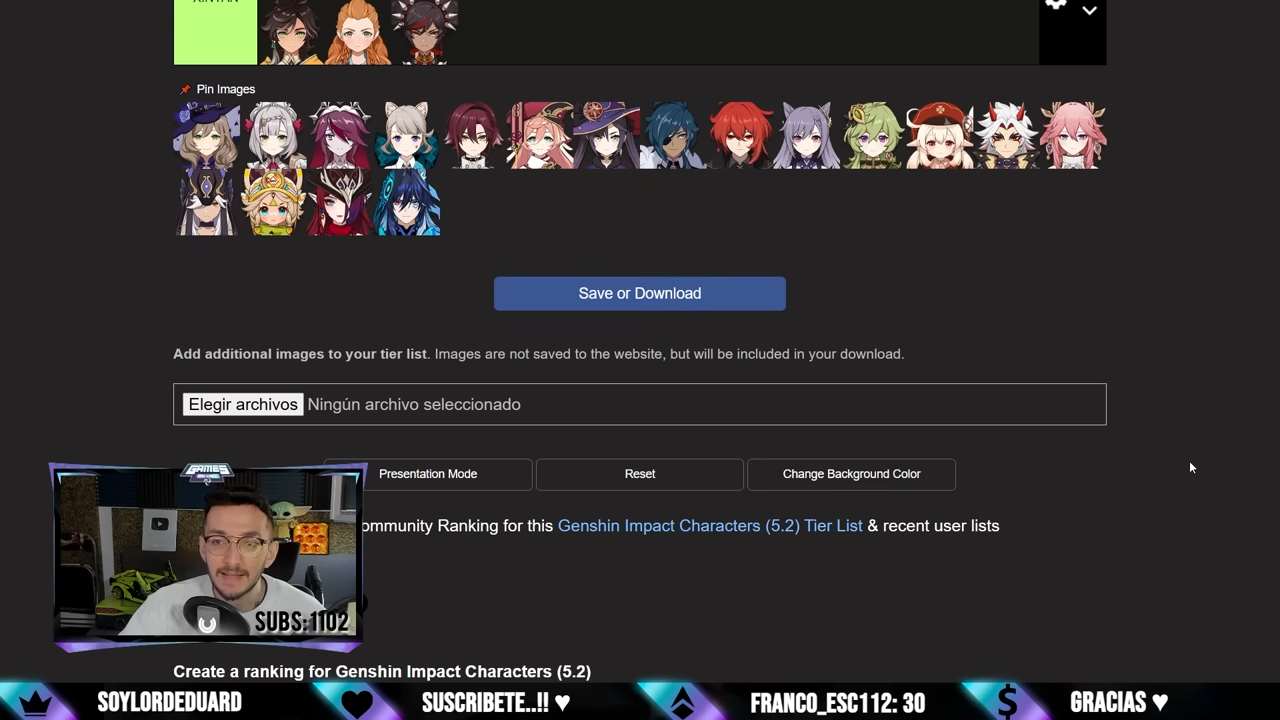 XINYAN
Pin Images
Save or Download
Add additional images to your tier list. Images are not saved to the website, but will be included in your download.
Elegir archivos Ningún archivo seleccionado
Presentation Mode
Reset
Change Background Color
ommunity Ranking for this Genshin Impact Characters (5.2) Tier List & recent user lists
GAMES
SUBS:1102
Create a ranking for Genshin Impact Characters (5.2)
SOYLORDEDUARD
SUSCRIBETE..!! ♥
FRANCO_ESC112: 30
GRACIAS ♥